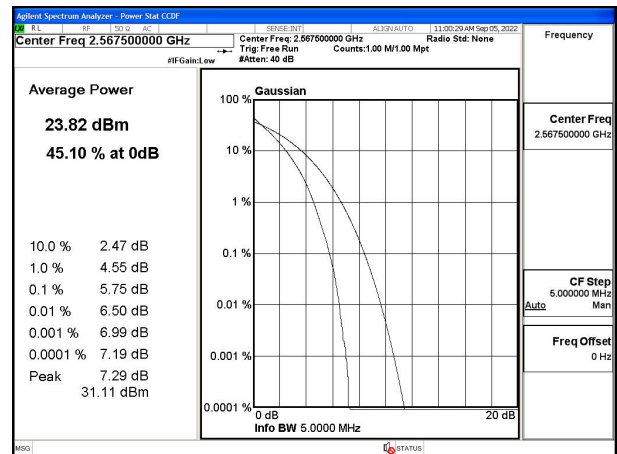 Agilent Spectrum Analyzer - Power Stat CCDF
RL RF 50 Ω AC SENSE:INT ALIGNAUTO 11:00:29 AM Sep 05, 2022
Center Freq 2.567500000 GHz
Center Freq: 2.567500000 GHz Radio Std: None
Trig: Free Run Counts:1.00 M/1.00 Mpt
#IFGain:Low #Atten: 40 dB
Frequency
Average Power
23.82 dBm
45.10 % at 0dB
10.0 % 2.47 dB
1.0 % 4.55 dB
0.1 % 5.75 dB
0.01 % 6.50 dB
0.001 % 6.99 dB
0.0001 % 7.19 dB
Peak 7.29 dB
31.11 dBm
Gaussian
100 %
10 %
1 %
0.1 %
0.01 %
0.001 %
0.0001 %
0 dB 20 dB
Info BW 5.0000 MHz
Center Freq
2.567500000 GHz
CF Step
5.000000 MHz
Auto Man
Freq Offset
0 Hz
MSG STATUS